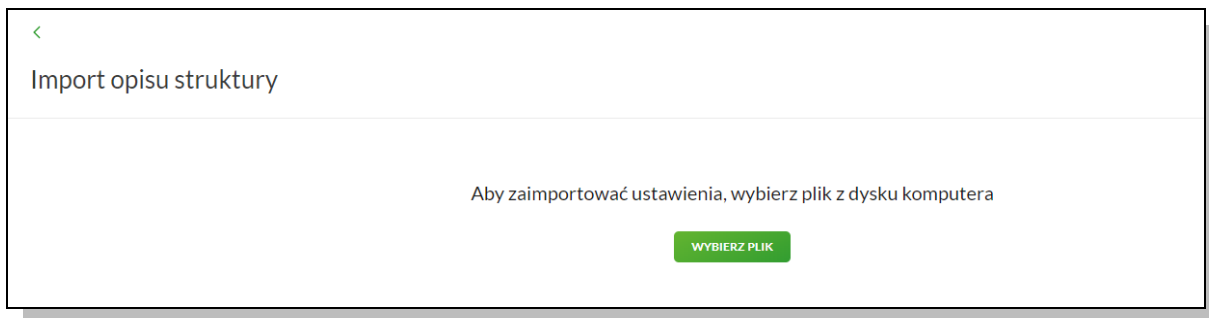 Import opisu struktury
Aby zaimportować ustawienia, wybierz plik z dysku komputera
WYBIERZ PLIK